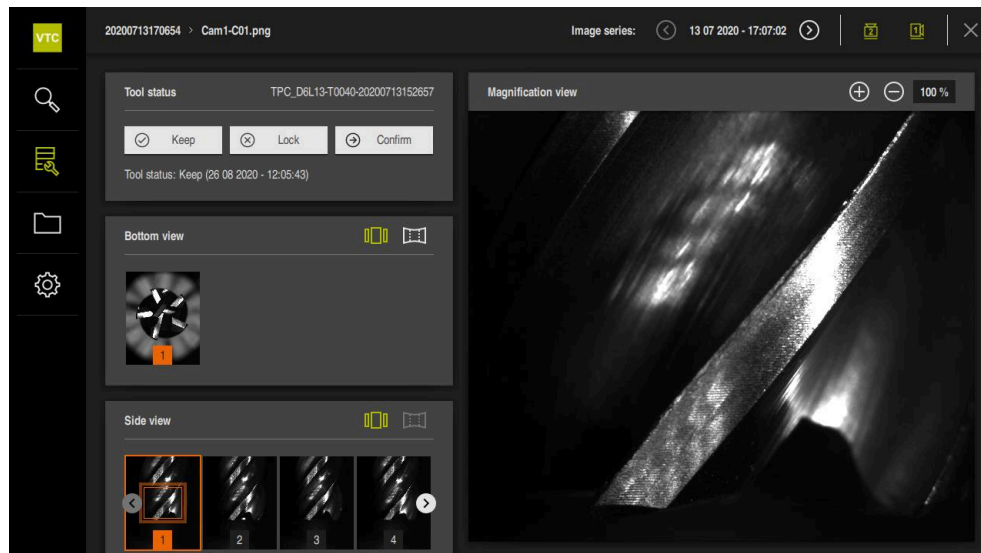 VTC
20200713170654 > Cam1-C01.png
Image series:
13 07 2020 - 17:07:02
2
1
Tool status
TPC_D6L13-T0040-20200713152657
Keep
Lock
Confirm
Tool status: Keep (26 08 2020 - 12:05:43)
Bottom view
1
Side view
1
2
3
4
Magnification view
100 %